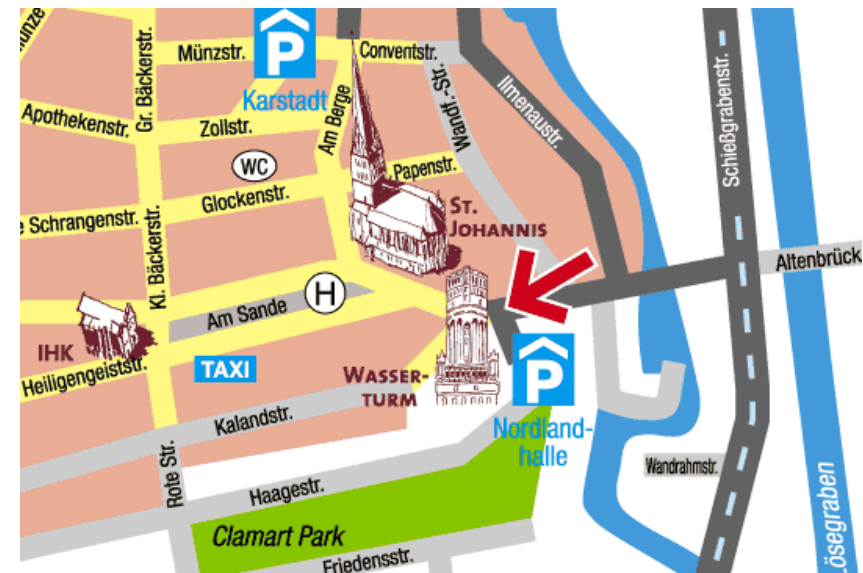 Münzstr.
P
Karstadt
Conventstr.
Gr. Bäckerstr.
Apothekenstr.
Zollstr.
Am Berge
Wandf.-Str.
Ilmenaustr.
Schießgrabenstr.
WC
Glockenstr.
Papenstr.
e Schrangenstr.
St.
Johannis
Altenbrück
Kl. Bäckerstr.
H
Am Sande
IHK
Heiligengeiststr.
TAXI
Wasser-
turm
P
Nordland-
halle
Kalandstr.
Rote Str.
Haagestr.
Wandrahmstr.
Clamart Park
Friedensstr.
Lösegraben